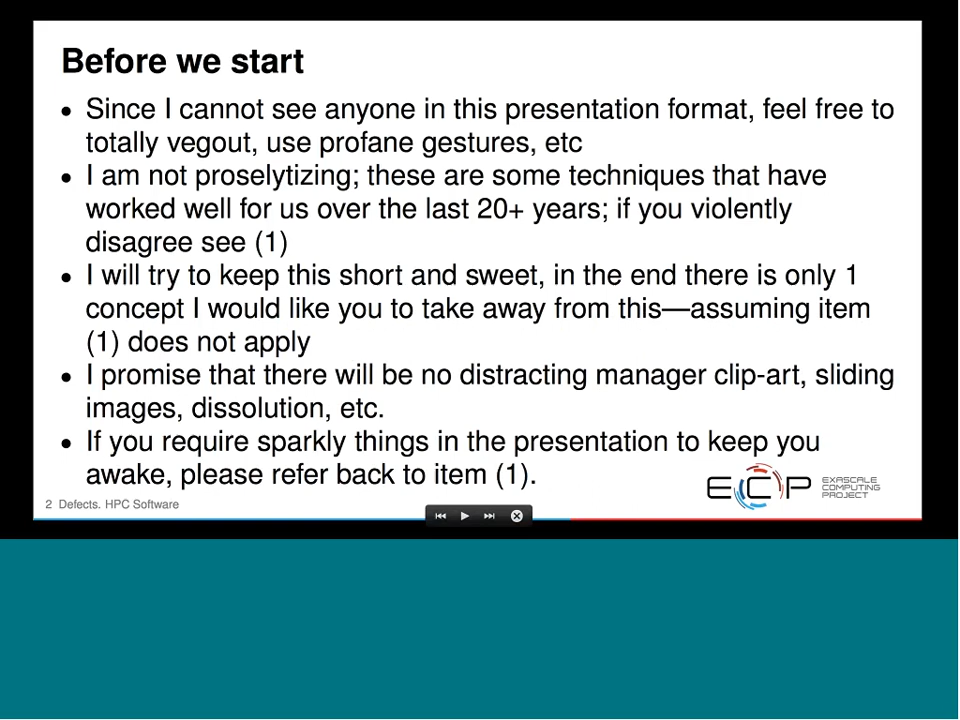 Before we start
• Since I cannot see anyone in this presentation format, feel free to
totally vegout, use profane gestures, etc
• I am not proselytizing; these are some techniques that have
worked well for us over the last 20+ years; if you violently
disagree see (1)
• I will try to keep this short and sweet, in the end there is only 1
concept I would like you to take away from this—assuming item
(1) does not apply
• I promise that there will be no distracting manager clip-art, sliding
images, dissolution, etc.
• If you require sparkly things in the presentation to keep you
awake, please refer back to item (1).
ECP
EXASCALE
COMPUTING
PROJECT
2 Defects. HPC Software